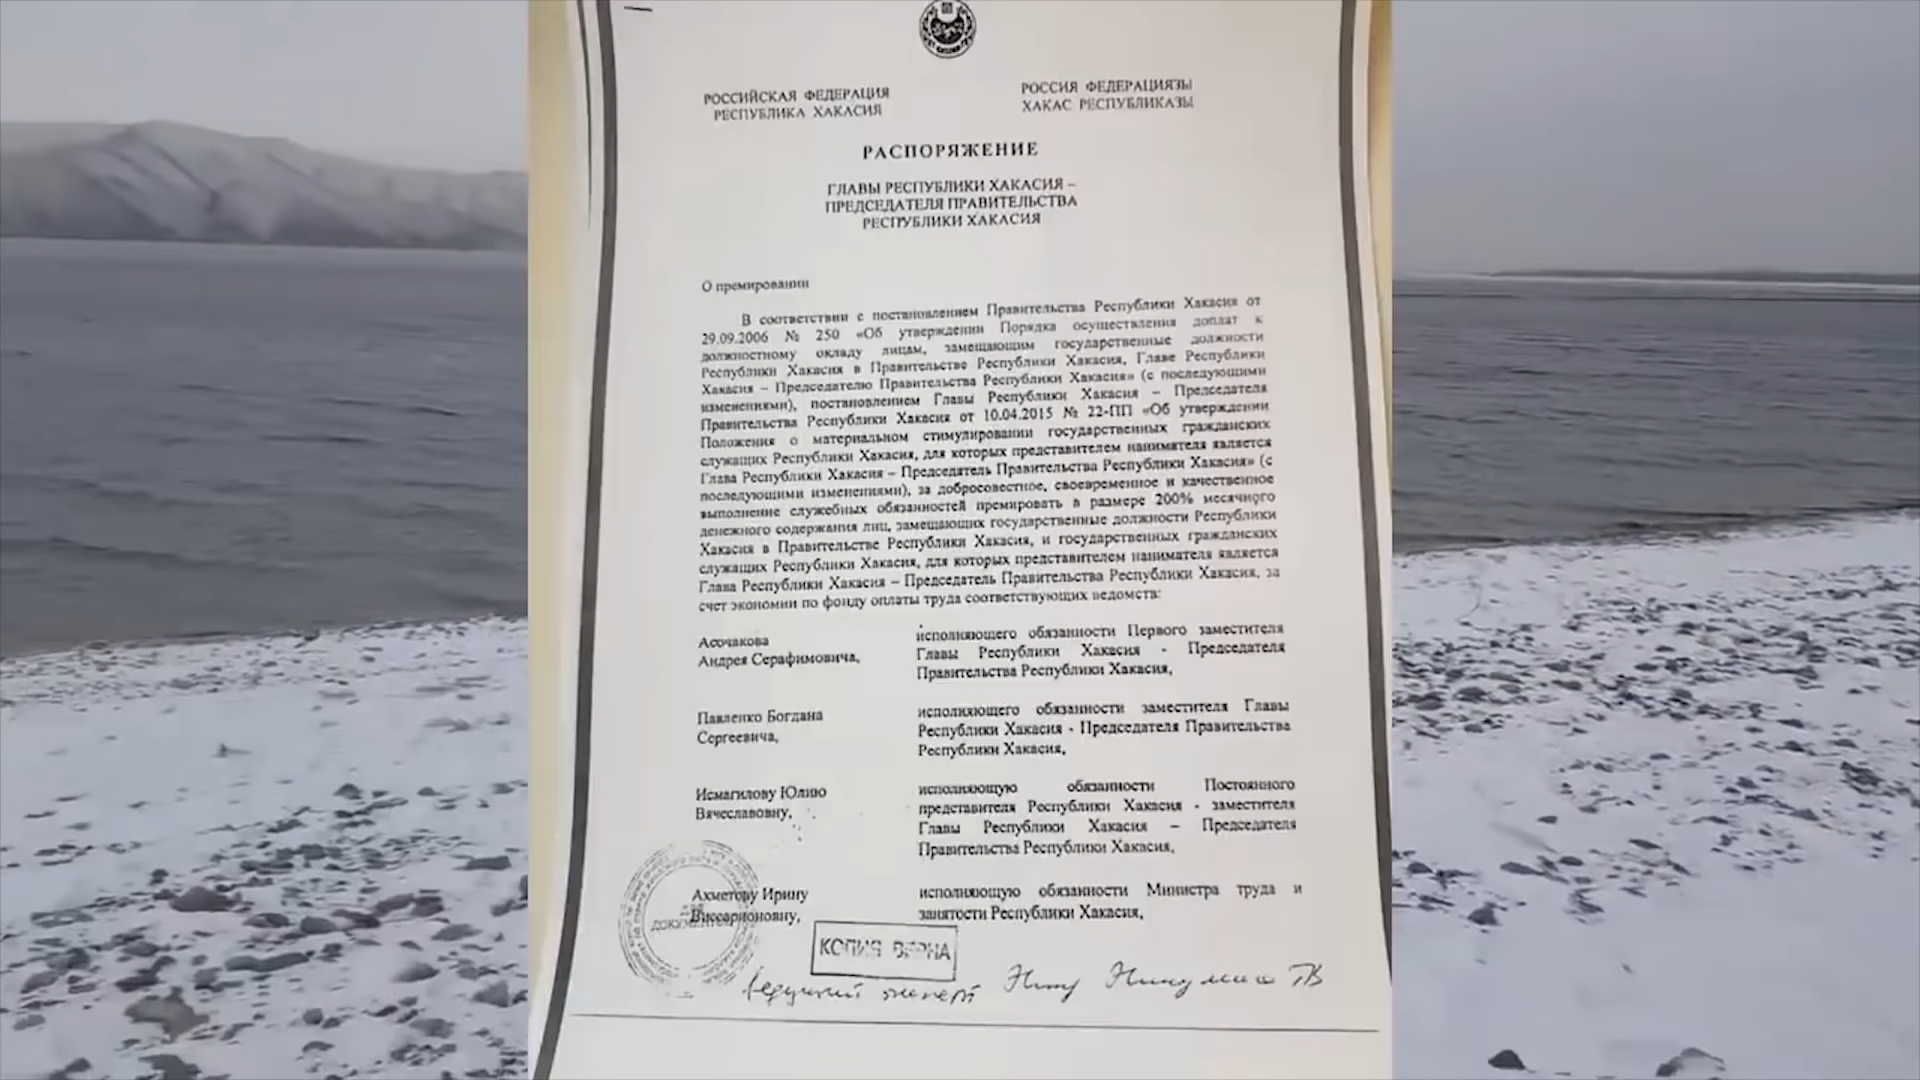 РОССИЙСКАЯ ФЕДЕРАЦИЯ
РЕСПУБЛИКА ХАКАСИЯ
РОССИЯ ФЕДЕРАЦИЯЗЫ
ХАКАС РЕСПУБЛИКАЗЫ
РАСПОРЯЖЕНИЕ
ГЛАВЫ РЕСПУБЛИКИ ХАКАСИЯ –
ПРЕДСЕДАТЕЛЯ ПРАВИТЕЛЬСТВА
РЕСПУБЛИКИ ХАКАСИЯ
О премировании
В соответствии с постановлением Правительства Республики Хакасия от
29.09.2006 № 250 «Об утверждении Порядка осуществления доплат к
должностному окладу лицам, замещающим государственные должности
Республики Хакасия в Правительстве Республики Хакасия, Главе Республики
Хакасия – Председателю Правительства Республики Хакасия» (с последующими
изменениями), постановлением Главы Республики Хакасия – Председателя
Правительства Республики Хакасия от 10.04.2015 № 22-ПП «Об утверждении
Положения о материальном стимулировании государственных гражданских
служащих Республики Хакасия, для которых представителем нанимателя является
Глава Республики Хакасия – Председатель Правительства Республики Хакасия» (с
последующими изменениями), за добросовестное, своевременное и качественное
выполнение служебных обязанностей премировать в размере 200% месячного
денежного содержания лиц, замещающих государственные должности Республики
Хакасия в Правительстве Республики Хакасия, и государственных гражданских
служащих Республики Хакасия, для которых представителем нанимателя является
Глава Республики Хакасия – Председатель Правительства Республики Хакасия, за
счет экономии по фонду оплаты труда соответствующих ведомств:
Асочакова
Андрея Серафимовича,
исполняющего обязанности Первого заместителя
Главы Республики Хакасия - Председателя
Правительства Республики Хакасия,
Павленко Богдана
Сергеевича,
исполняющего обязанности заместителя Главы
Республики Хакасия - Председателя Правительства
Республики Хакасия,
Исмагилову Юлию
Вячеславовну,
исполняющую обязанности Постоянного
представителя Республики Хакасия - заместителя
Главы Республики Хакасия – Председателя
Правительства Республики Хакасия,
Ахметову Ирину
Виссарионовну,
исполняющую обязанности Министра труда и
занятости Республики Хакасия,
КОПИЯ ВЕРНА
ведущий эксперт